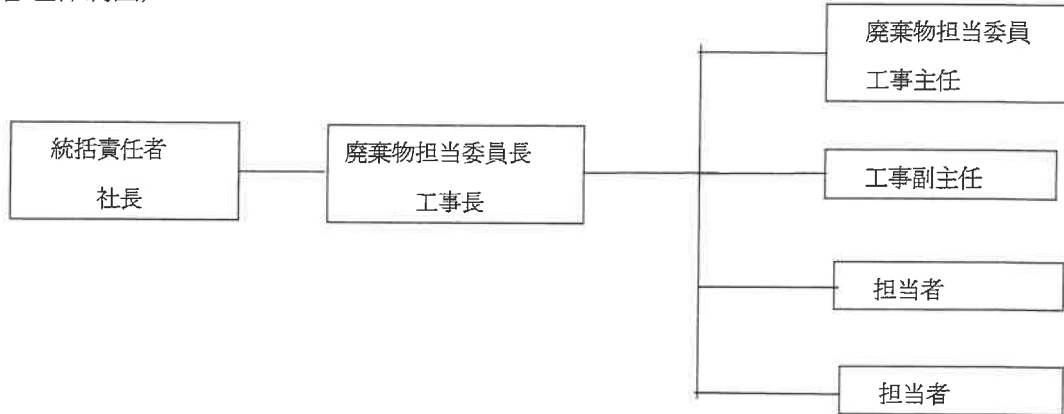 統括責任者
社長
廃棄物担当委員長
工事長
廃棄物担当委員
工事主任
工事副主任
担当者
担当者